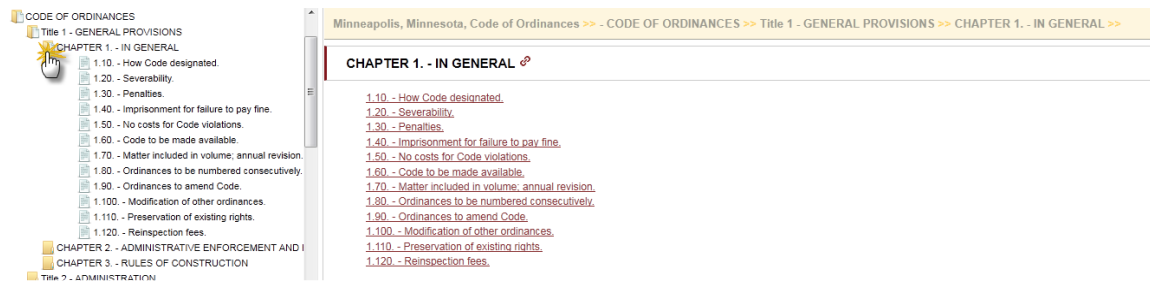 CODE OF ORDINANCES
Title 1 - GENERAL PROVISIONS
CHAPTER 1. - IN GENERAL
1.10. - How Code designated.
1.20. - Severability.
1.30. - Penalties.
1.40. - Imprisonment for failure to pay fine.
1.50. - No costs for Code violations.
1.60. - Code to be made available.
1.70. - Matter included in volume; annual revision.
1.80. - Ordinances to be numbered consecutively.
1.90. - Ordinances to amend Code.
1.100. - Modification of other ordinances.
1.110. - Preservation of existing rights.
1.120. - Reinspection fees.
CHAPTER 2. - ADMINISTRATIVE ENFORCEMENT AND
CHAPTER 3. - RULES OF CONSTRUCTION
Title 2 - ADMINISTRATION
Minneapolis, Minnesota, Code of Ordinances >> - CODE OF ORDINANCES >> Title 1 - GENERAL PROVISIONS >> CHAPTER 1. - IN GENERAL >>
CHAPTER 1. - IN GENERAL
1.10. - How Code designated.
1.20. - Severability.
1.30. - Penalties.
1.40. - Imprisonment for failure to pay fine.
1.50. - No costs for Code violations.
1.60. - Code to be made available.
1.70. - Matter included in volume; annual revision.
1.80. - Ordinances to be numbered consecutively.
1.90. - Ordinances to amend Code.
1.100. - Modification of other ordinances.
1.110. - Preservation of existing rights.
1.120. - Reinspection fees.